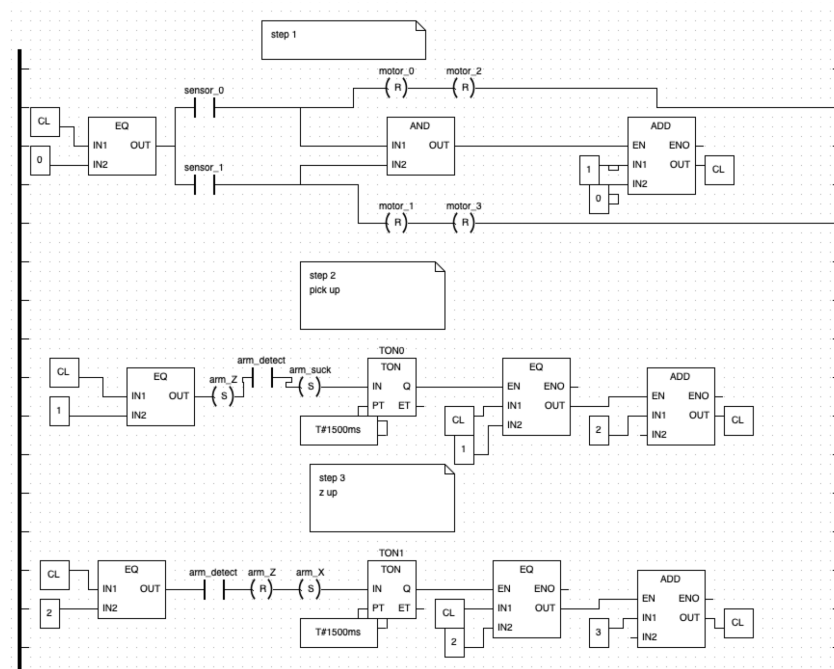 step 1
motor_0 motor_2
sensor_0
CL EQ AND ADD
IN1 OUT IN1 OUT EN ENO
0 IN2 IN2 1 IN1 OUT CL
sensor_1 IN2
0
motor_1 motor_3
R R
R R
step 2
pick up
TON0
arm_detect TON EQ
CL EQ arm_Z arm_suck IN Q EN ENO ADD
IN1 OUT S S PT ET CL IN1 OUT EN ENO
1 IN2 T#1500ms IN2 2 IN1 OUT CL
1 IN2
step 3
z up
TON1
CL EQ arm_detect arm_Z arm_X TON EQ ADD
IN1 OUT R S IN Q EN ENO EN ENO
2 IN2 PT ET CL IN1 OUT IN1 OUT CL
T#1500ms 2 IN2 3 IN2